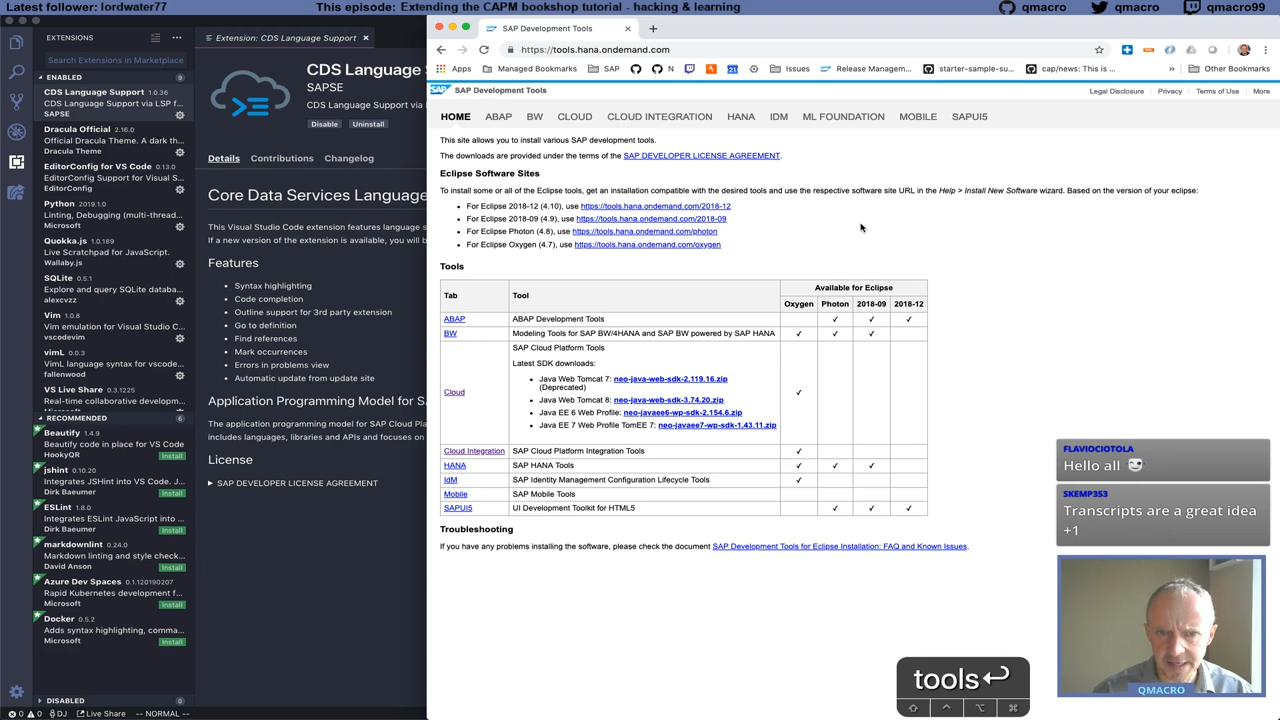 Latest follower: lordwater77
This episode: Extending the CAPM bookshop tutorial - hacking & learning
qmacro
qmacro
qmacro99
EXTENSIONS
Search Extensions in Marketplace
ENABLED 9
CDS Language Support 1.0.36
CDS Language Support via LSP f...
SAPSE
Dracula Official 2.16.0
Official Dracula Theme. A dark th...
Dracula Theme
EditorConfig for VS Code 0.13.0
EditorConfig Support for Visual S...
EditorConfig
Python 2019.1.0
Linting, Debugging (multi-thread...
Microsoft
Quokka.js 1.0.189
Live Scratchpad for JavaScript.
Wallaby.js
SQLite 0.5.1
Explore and query SQLite databa...
alexcvzz
Vim 1.0.0
Vim emulation for Visual Studio C...
vscodevim
vimL 0.0.3
VimL language syntax for vscode...
fallenwood
VS Live Share 0.3.1225
Real-time collaborative developm...
Microsoft
RECOMMENDED 6
Beautify 1.4.9
Beautify code in place for VS Code
HookyQR Install
jshint 0.10.20
Integrates JSHint into VS Code. J...
Dirk Baeumer Install
ESLint 1.8.0
Integrates ESLint JavaScript into ...
Dirk Baeumer Install
markdownlint 0.24.0
Markdown linting and style check...
David Anson Install
Azure Dev Spaces 0.1.120190207
Rapid Kubernetes development f...
Microsoft Install
Docker 0.5.2
Adds syntax highlighting, comma...
Microsoft Install
DISABLED 0
0 0 DJ Live Share -- NORMAL --
Extension: CDS Language Support
CDS Language S
SAPSE
Disable Uninstall
Details Contributions Changelog
Core Data Services
This Visual Studio Code extension features language s
If a new version of the extension is available, you will b
Features
• Syntax highlighting
• Code completion
• Outline support for 3rd party extension
• Go to definition
• Find references
• Mark occurrences
• Errors in problems view
• Automatic update from update site
Application Programming Model for SA
The application programming model for SAP Cloud Pl
includes languages, libraries and APIs and focuses on
License
SAP DEVELOPER LICENSE AGREEMENT
SAP Development Tools
https://tools.hana.ondemand.com
Apps Managed Bookmarks SAP N 21 Issues Release Managem... starter-sample-su... cap/news: This is ... » Other Bookmarks
SAP SAP Development Tools
Legal Disclosure Privacy Terms of Use More
HOME ABAP BW CLOUD CLOUD INTEGRATION HANA IDM ML FOUNDATION MOBILE SAPUI5
This site allows you to install various SAP development tools.
The downloads are provided under the terms of the SAP DEVELOPER LICENSE AGREEMENT.
Eclipse Software Sites
To install some or all of the Eclipse tools, get an installation compatible with the desired tools and use the respective software site URL in the Help > Install New Software wizard. Based on the version of your eclipse:
• For Eclipse 2018-12 (4.10), use https://tools.hana.ondemand.com/2018-12
• For Eclipse 2018-09 (4.9), use https://tools.hana.ondemand.com/2018-09
• For Eclipse Photon (4.8), use https://tools.hana.ondemand.com/photon
• For Eclipse Oxygen (4.7), use https://tools.hana.ondemand.com/oxygen
Tools
Tab Tool Available for Eclipse
Oxygen Photon 2018-09 2018-12
ABAP ABAP Development Tools ✓ ✓ ✓
BW Modeling Tools for SAP BW/4HANA and SAP BW powered by SAP HANA ✓ ✓ ✓
Cloud SAP Cloud Platform Tools ✓
Latest SDK downloads:
• Java Web Tomcat 7: neo-java-web-sdk-2.119.16.zip
(Deprecated)
• Java Web Tomcat 8: neo-java-web-sdk-3.74.20.zip
• Java EE 6 Web Profile: neo-javaee6-wp-sdk-2.154.6.zip
• Java EE 7 Web Profile TomEE 7: neo-javaee7-wp-sdk-1.43.11.zip
Cloud Integration SAP Cloud Platform Integration Tools ✓
HANA SAP HANA Tools ✓ ✓ ✓
IdM SAP Identity Management Configuration Lifecycle Tools ✓
Mobile SAP Mobile Tools
SAPUI5 UI Development Toolkit for HTML5 ✓ ✓ ✓
Troubleshooting
If you have any problems installing the software, please check the document SAP Development Tools for Eclipse Installation: FAQ and Known Issues.
FLAVIOCIOTOLA
Hello all
SKEMP353
Transcripts are a great idea
+1
tools↩
⇧ ^ ⌥ ⌘
QMACRO